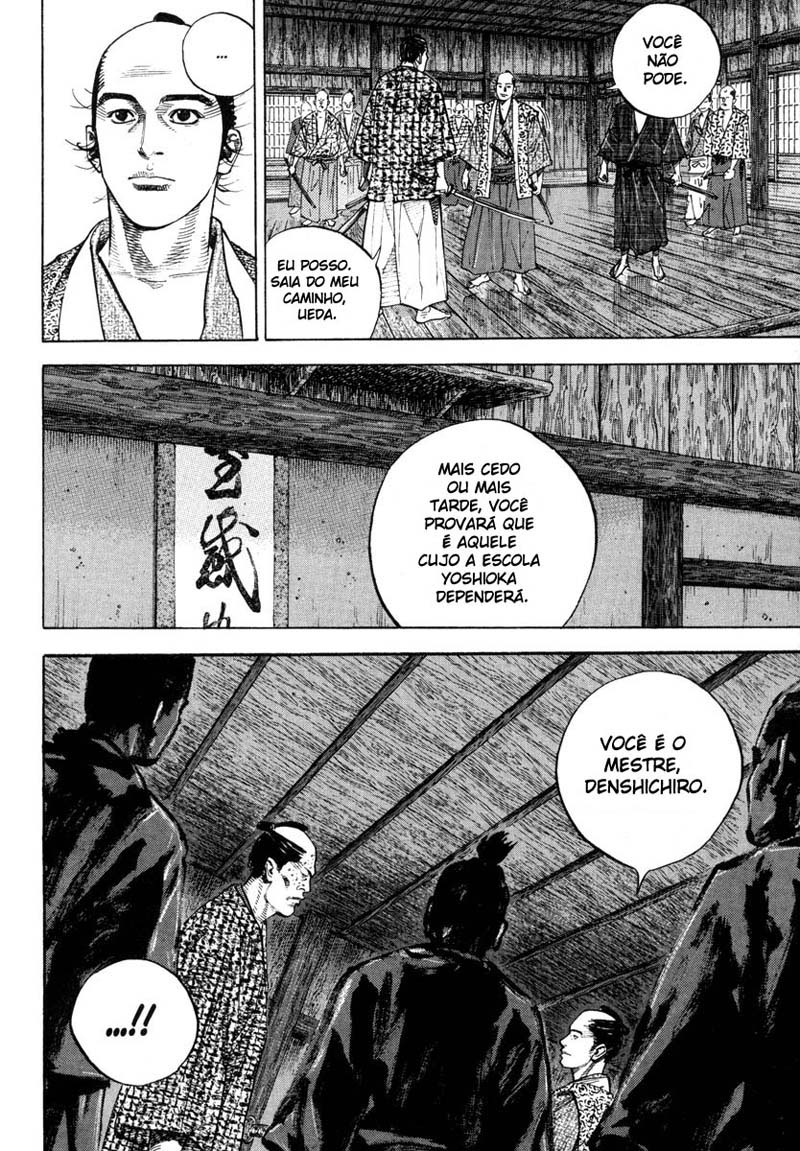 ...
VOCÊ
NÃO
PODE.
EU POSSO.
SAIA DO MEU
CAMINHO,
UEDA.
MAIS CEDO
OU MAIS
TARDE, VOCÊ
PROVARÁ QUE
É AQUELE
CUJO A ESCOLA
YOSHIOKA
DEPENDERÁ.
VOCÊ É O
MESTRE,
DENSHICHIRO.
...!!